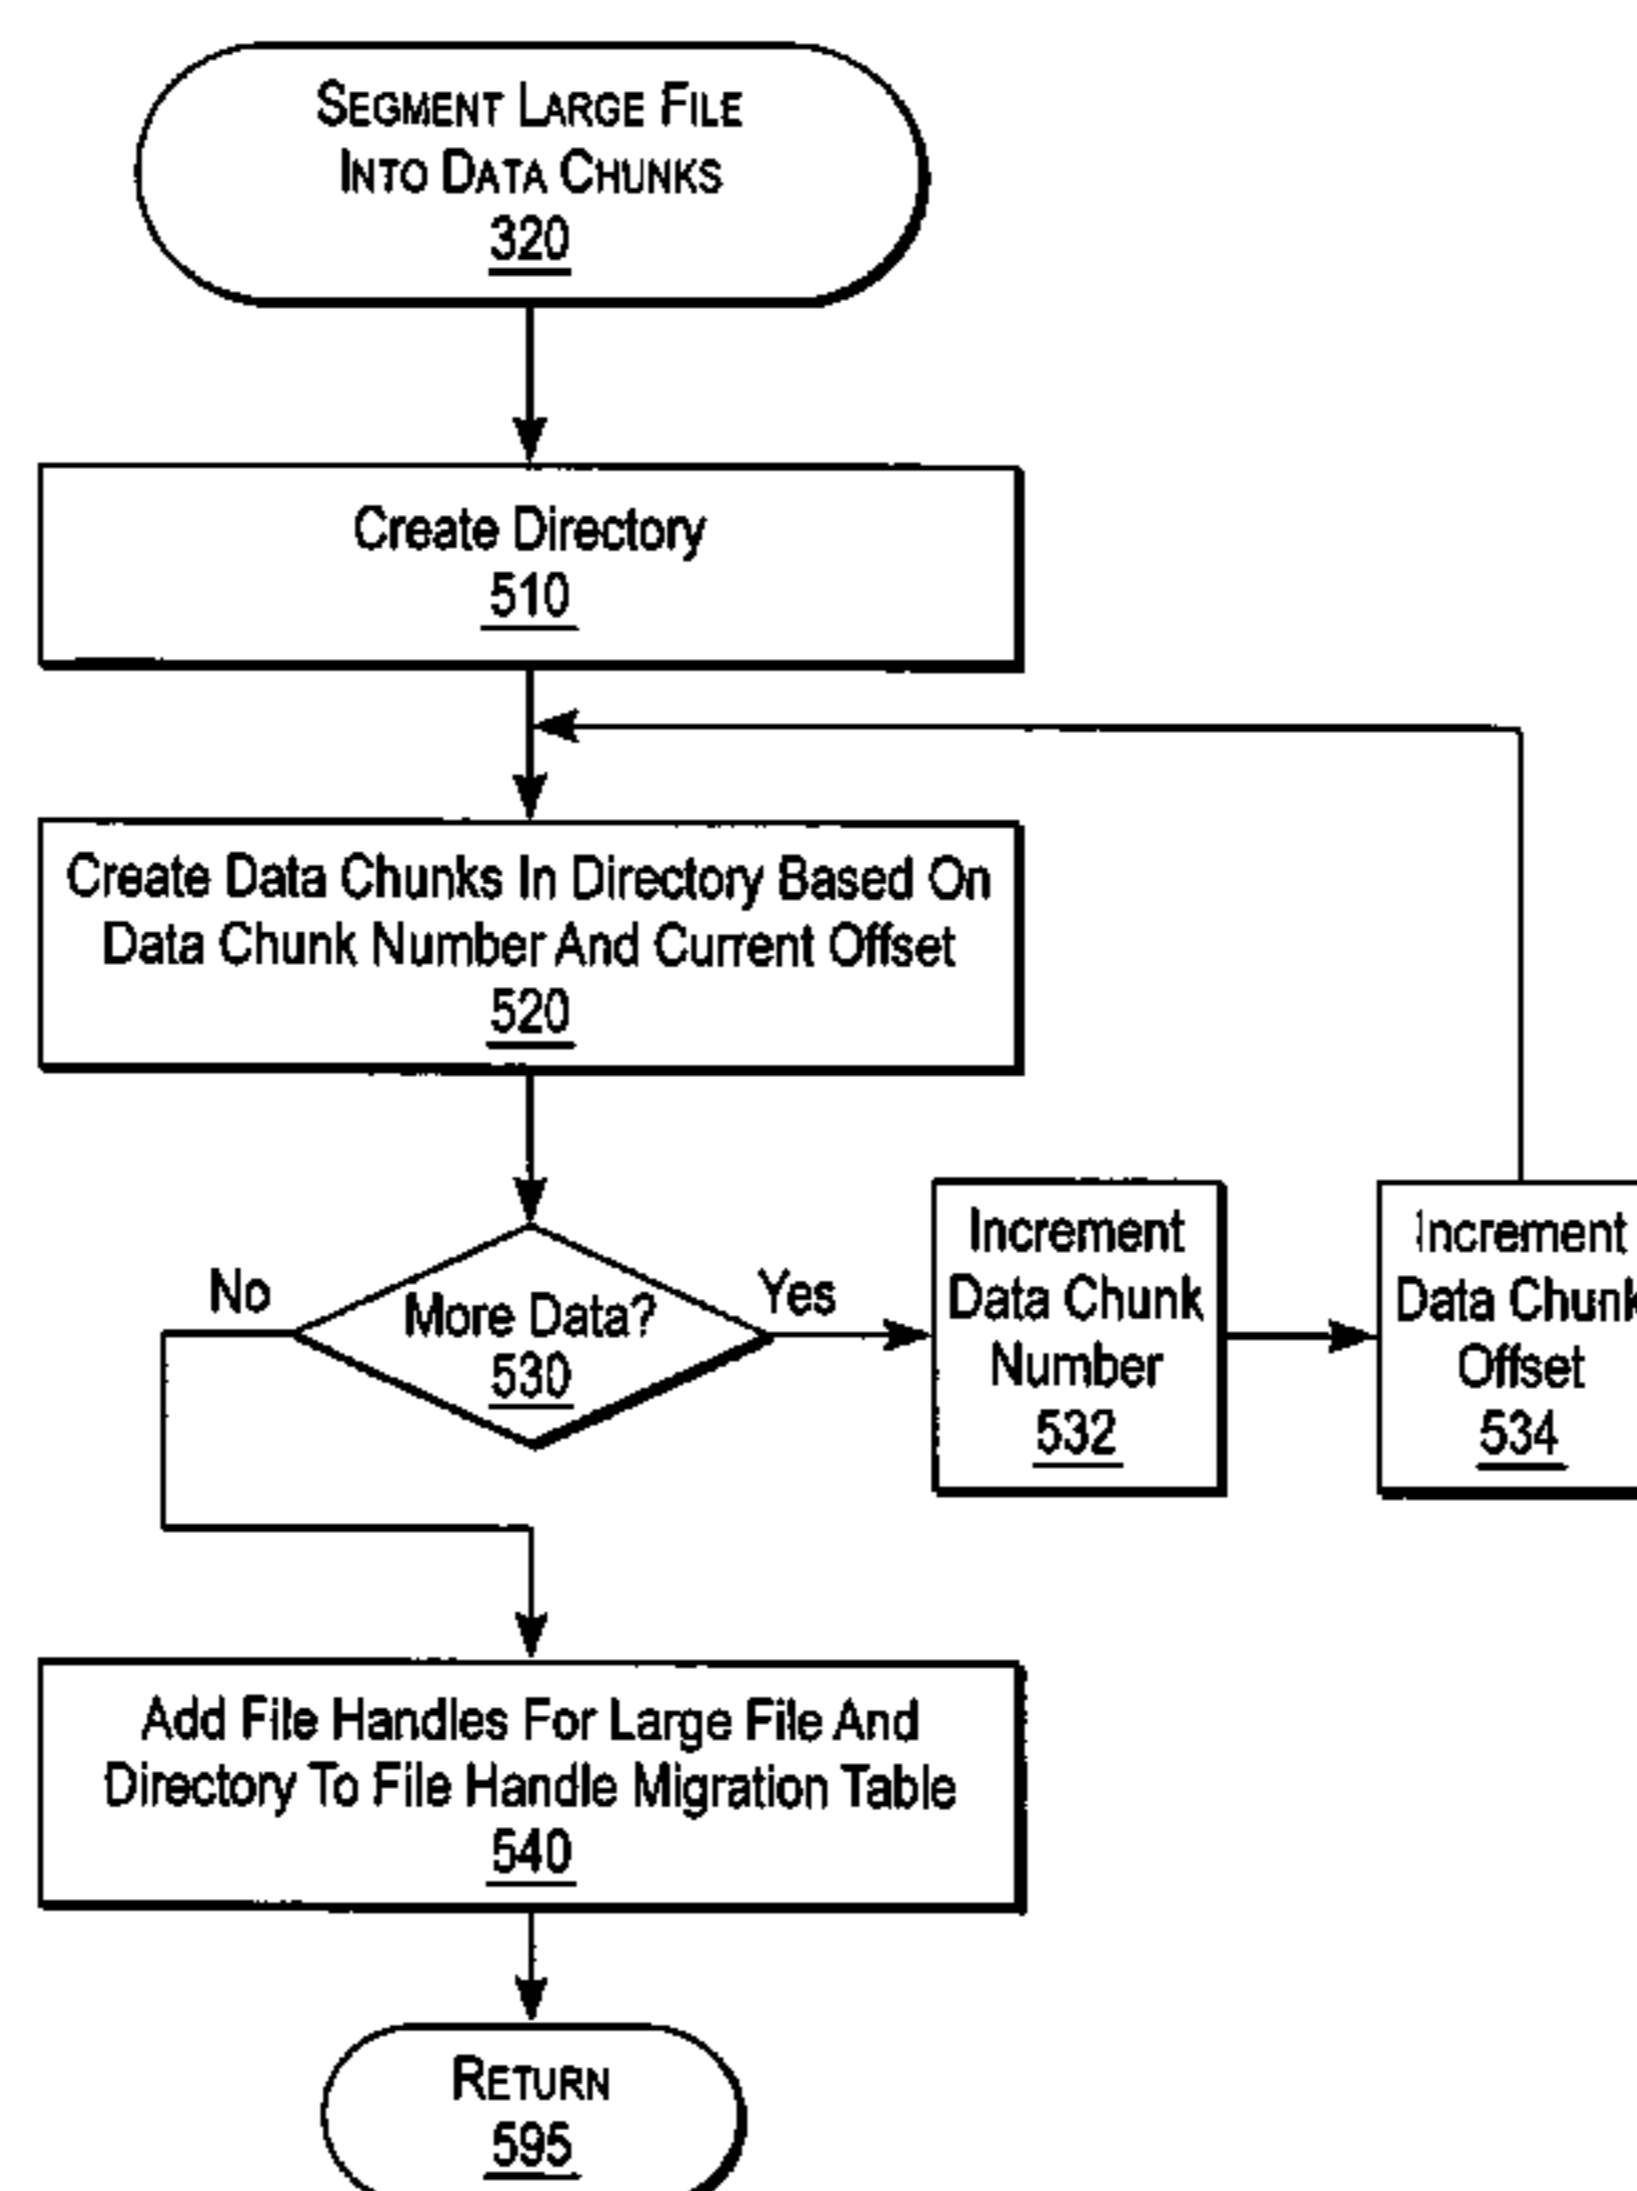 SEGMENT LARGE FILE
INTO DATA CHUNKS
320
Create Directory
510
Create Data Chunks In Directory Based On
Data Chunk Number And Current Offset
520
No
More Data?
530
Yes
Increment
Data Chunk
Number
532
Increment
Data Chunk
Offset
534
Add File Handles For Large File And
Directory To File Handle Migration Table
540
RETURN
595